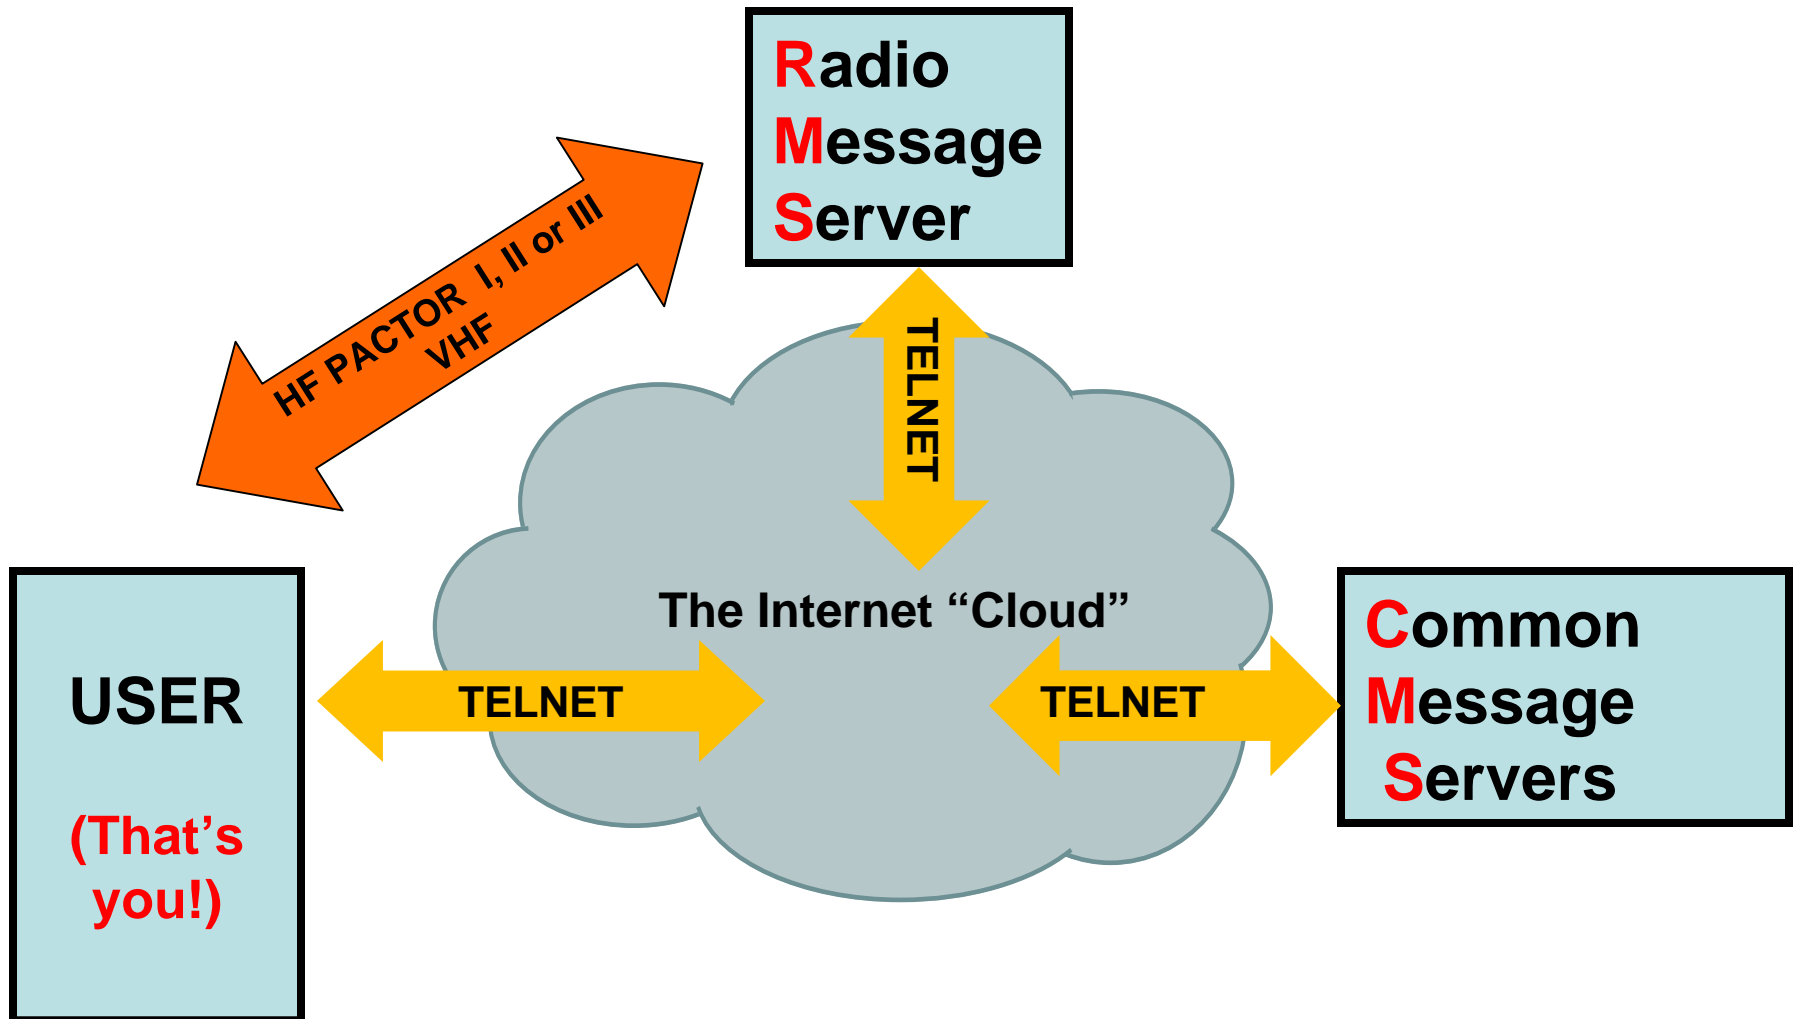 Radio
Message
Server
HF PACTOR  I, II or III
VHF
TELNET
The Internet “Cloud”
USER
(That’s
you!)
TELNET
TELNET
Common
Message
Servers